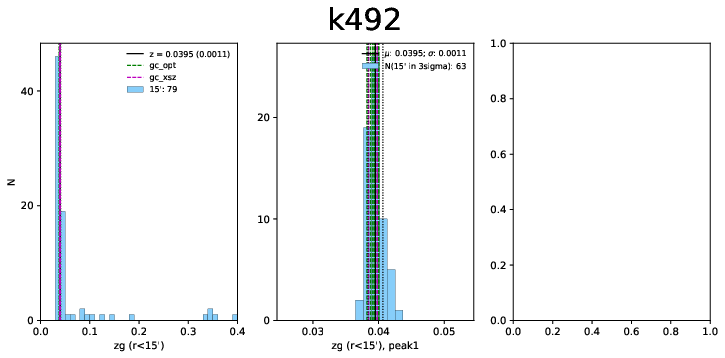 k492
z = 0.0395 (0.0011)
gc_opt
gc_xsz
15': 79
N
0
20
40
0.0 0.1 0.2 0.3 0.4
zg (r<15')
μ: 0.0395; σ: 0.0011
N(15' in 3sigma): 63
0
10
20
0.03 0.04 0.05
zg (r<15'), peak1
1.0
0.8
0.6
0.4
0.2
0.0
0.0 0.2 0.4 0.6 0.8 1.0